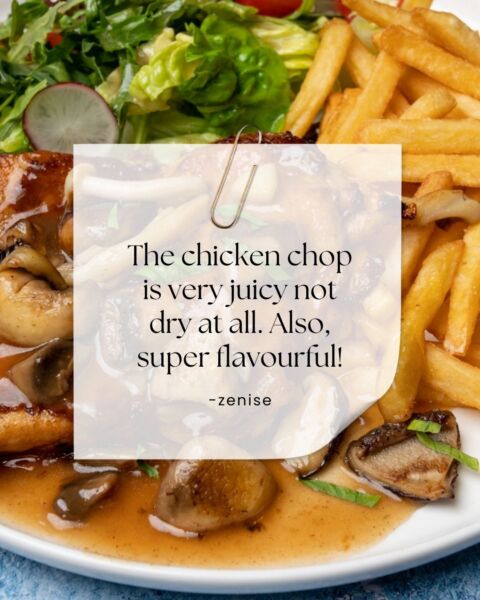 The chicken chop
is very juicy not
dry at all. Also,
super flavourful!
-zenise